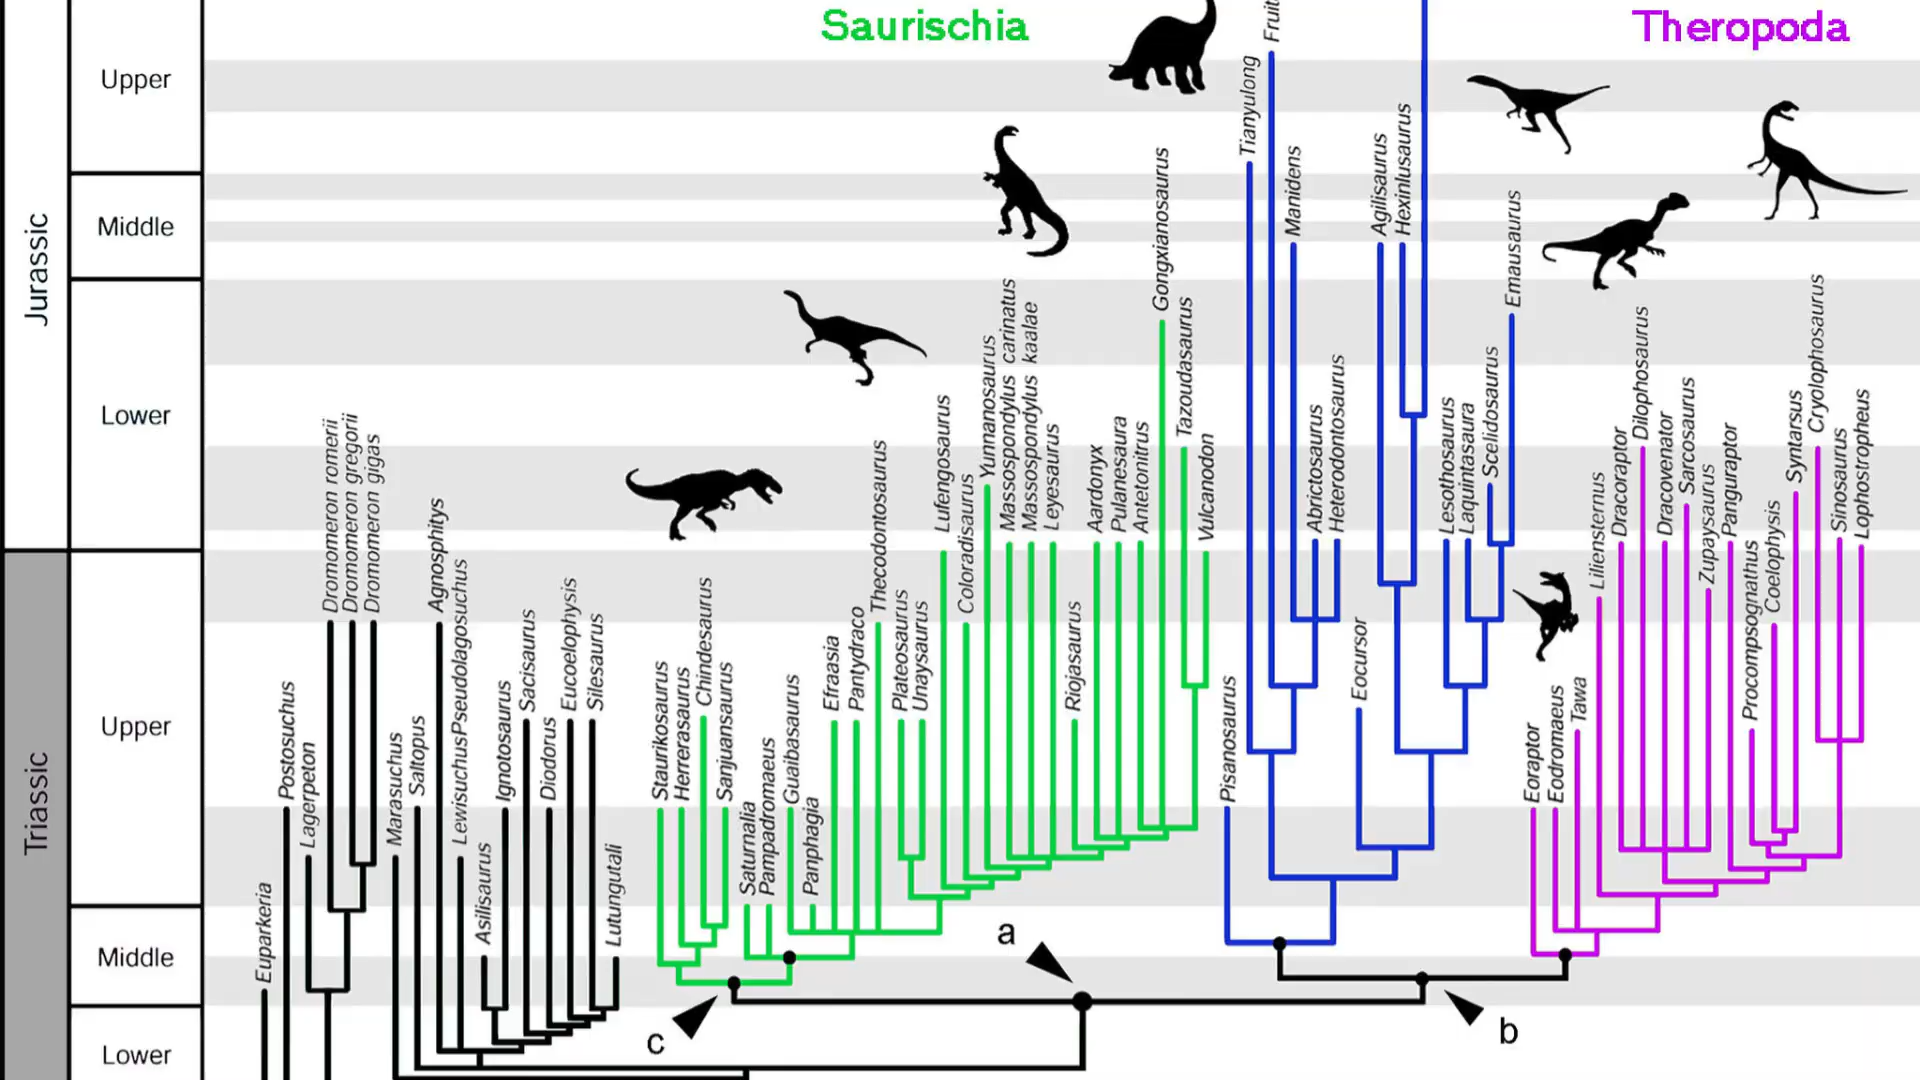 Saurischia
Theropoda
Jurassic
Triassic
Upper
Middle
Lower
Lower
Upper
Middle
Lower
Euparkeria
Postosuchus
Lagerpeton
Dromomeron romerii
Dromomeron gregorii
Dromomeron gigas
Marasuchus
Saltopus
Agnosphitys
LewisuchusPseudolagosuchus
Asilisaurus
Ignotosaurus
Sacisaurus
Diodorus
Eucoelophysis
Silesaurus
Lutungutali
Staurikosaurus
Herrerasaurus
Chindesaurus
Sanjuansaurus
Saturnalia
Pampadromaeus
Guaibasaurus
Panphagia
Efraasia
Pantydraco
Thecodontosaurus
Plateosaurus
Unaysaurus
Lufengosaurus
Coloradisaurus
Yunnanosaurus
Massospondylus carinatus
Massospondylus kaalae
Leyesaurus
Riojasaurus
Aardonyx
Pulanesaura
Antetonitrus
Gongxianosaurus
Tazoudasaurus
Vulcanodon
Pisanosaurus
Tianyulong
Fruit
Manidens
Abrictosaurus
Heterodontosaurus
Eocursor
Agilisaurus
Hexinlusaurus
Lesothosaurus
Laquintasaura
Scelidosaurus
Emausaurus
Eoraptor
Eodromaeus
Tawa
Liliensternus
Dracoraptor
Dilophosaurus
Dracovenator
Sarcosaurus
Zupaysaurus
Panguraptor
Procompsognathus
Coelophysis
Syntarsus
Cryolophosaurus
Sinosaurus
Lophostropheus
a
b
c